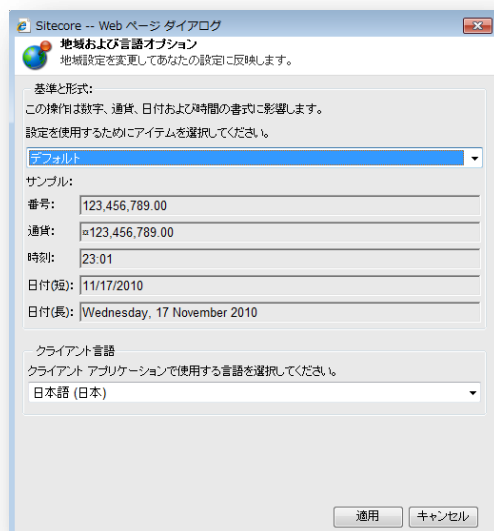 Sitecore -- Web ページ ダイアログ
地域および言語オプション
地域設定を変更してあなたの設定に反映します。
基準と形式:
この操作は数字、通貨、日付および時間の書式に影響します。
設定を使用するためにアイテムを選択してください。
デフォルト
サンプル:
番号: 123,456,789.00
通貨: ¤123,456,789.00
時刻: 23:01
日付(短): 11/17/2010
日付(長): Wednesday, 17 November 2010
クライアント言語
クライアント アプリケーションで使用する言語を選択してください。
日本語 (日本)
適用 キャンセル